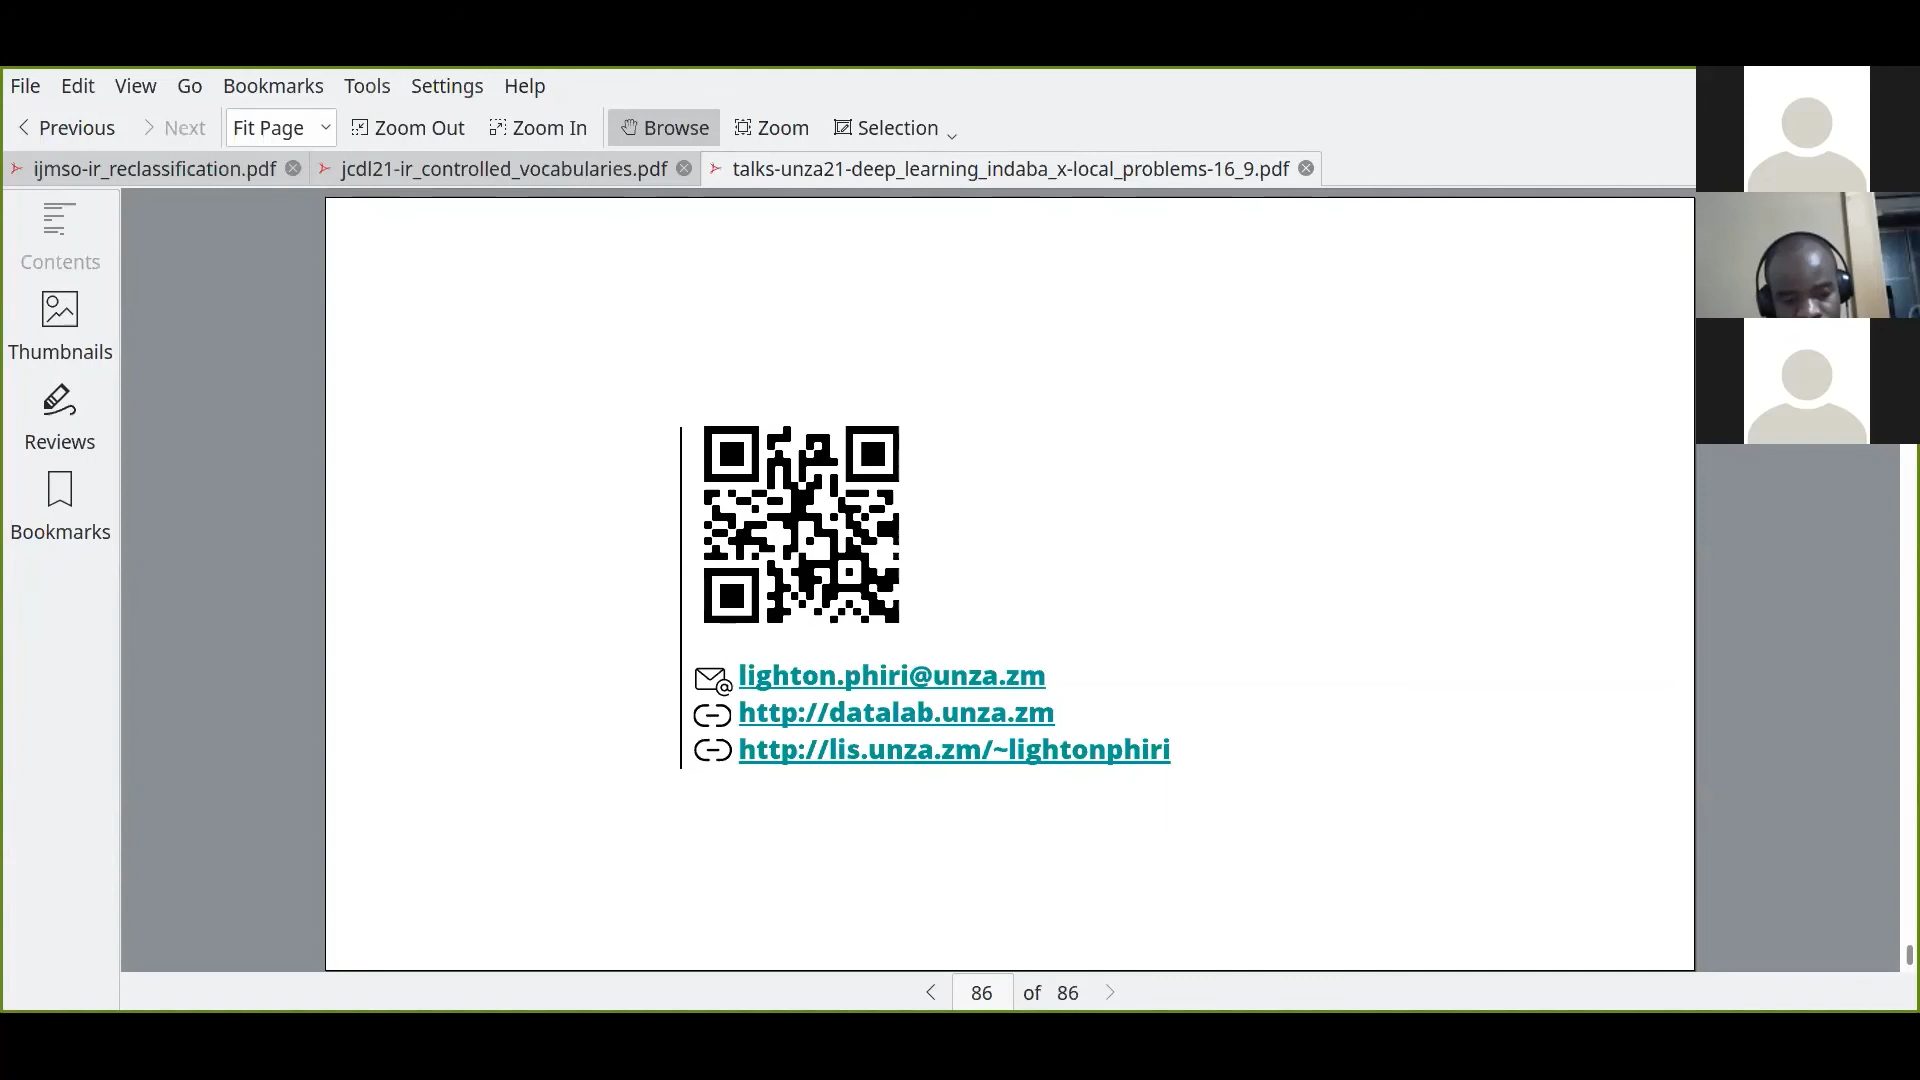 File Edit View Go Bookmarks Tools Settings Help
Previous Next Fit Page Zoom Out Zoom In Browse Zoom Selection
ijmso-ir_reclassification.pdf jcdl21-ir_controlled_vocabularies.pdf talks-unza21-deep_learning_indaba_x-local_problems-16_9.pdf
Contents
Thumbnails
Reviews
Bookmarks
lighton.phiri@unza.zm
http://datalab.unza.zm
http://lis.unza.zm/~lightonphiri
86 of 86